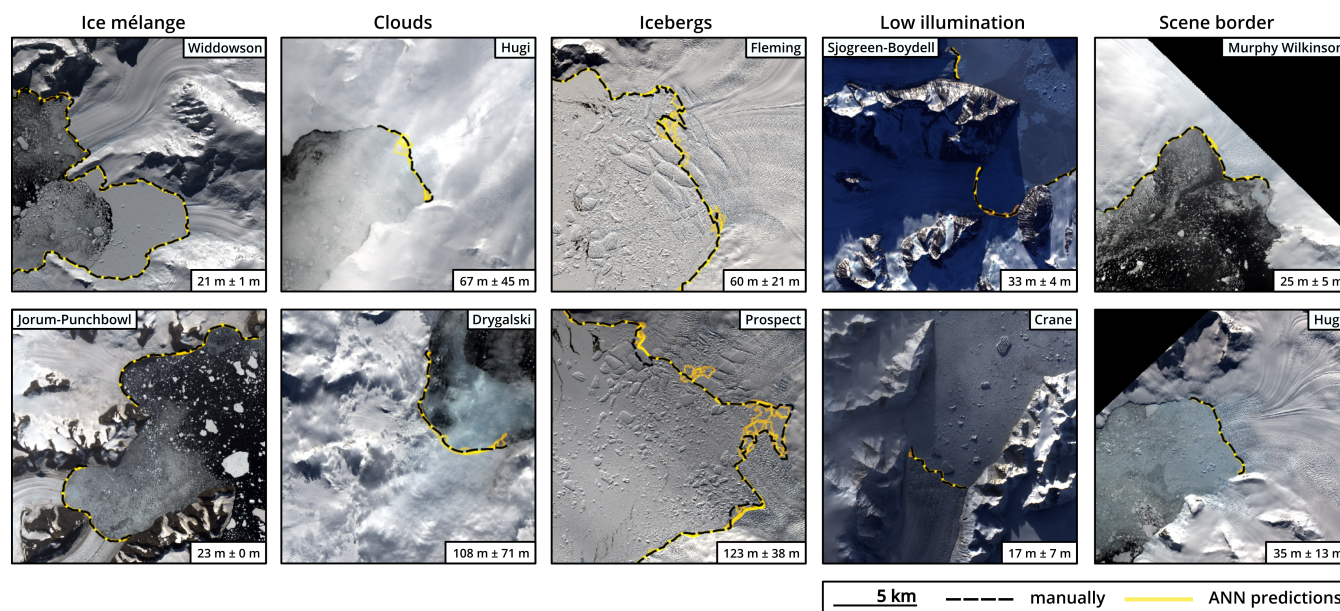 Ice mélange
Clouds
Icebergs
Low illumination
Scene border
Widdowson
Hugi
Fleming
Sjogreen-Boydell
Murphy Wilkinson
21 m ± 1 m
67 m ± 45 m
60 m ± 21 m
33 m ± 4 m
25 m ± 5 m
Jorum-Punchbowl
Drygalski
Prospect
Crane
Hugi
23 m ± 0 m
108 m ± 71 m
123 m ± 38 m
17 m ± 7 m
35 m ± 13 m
5 km
manually
ANN predictions